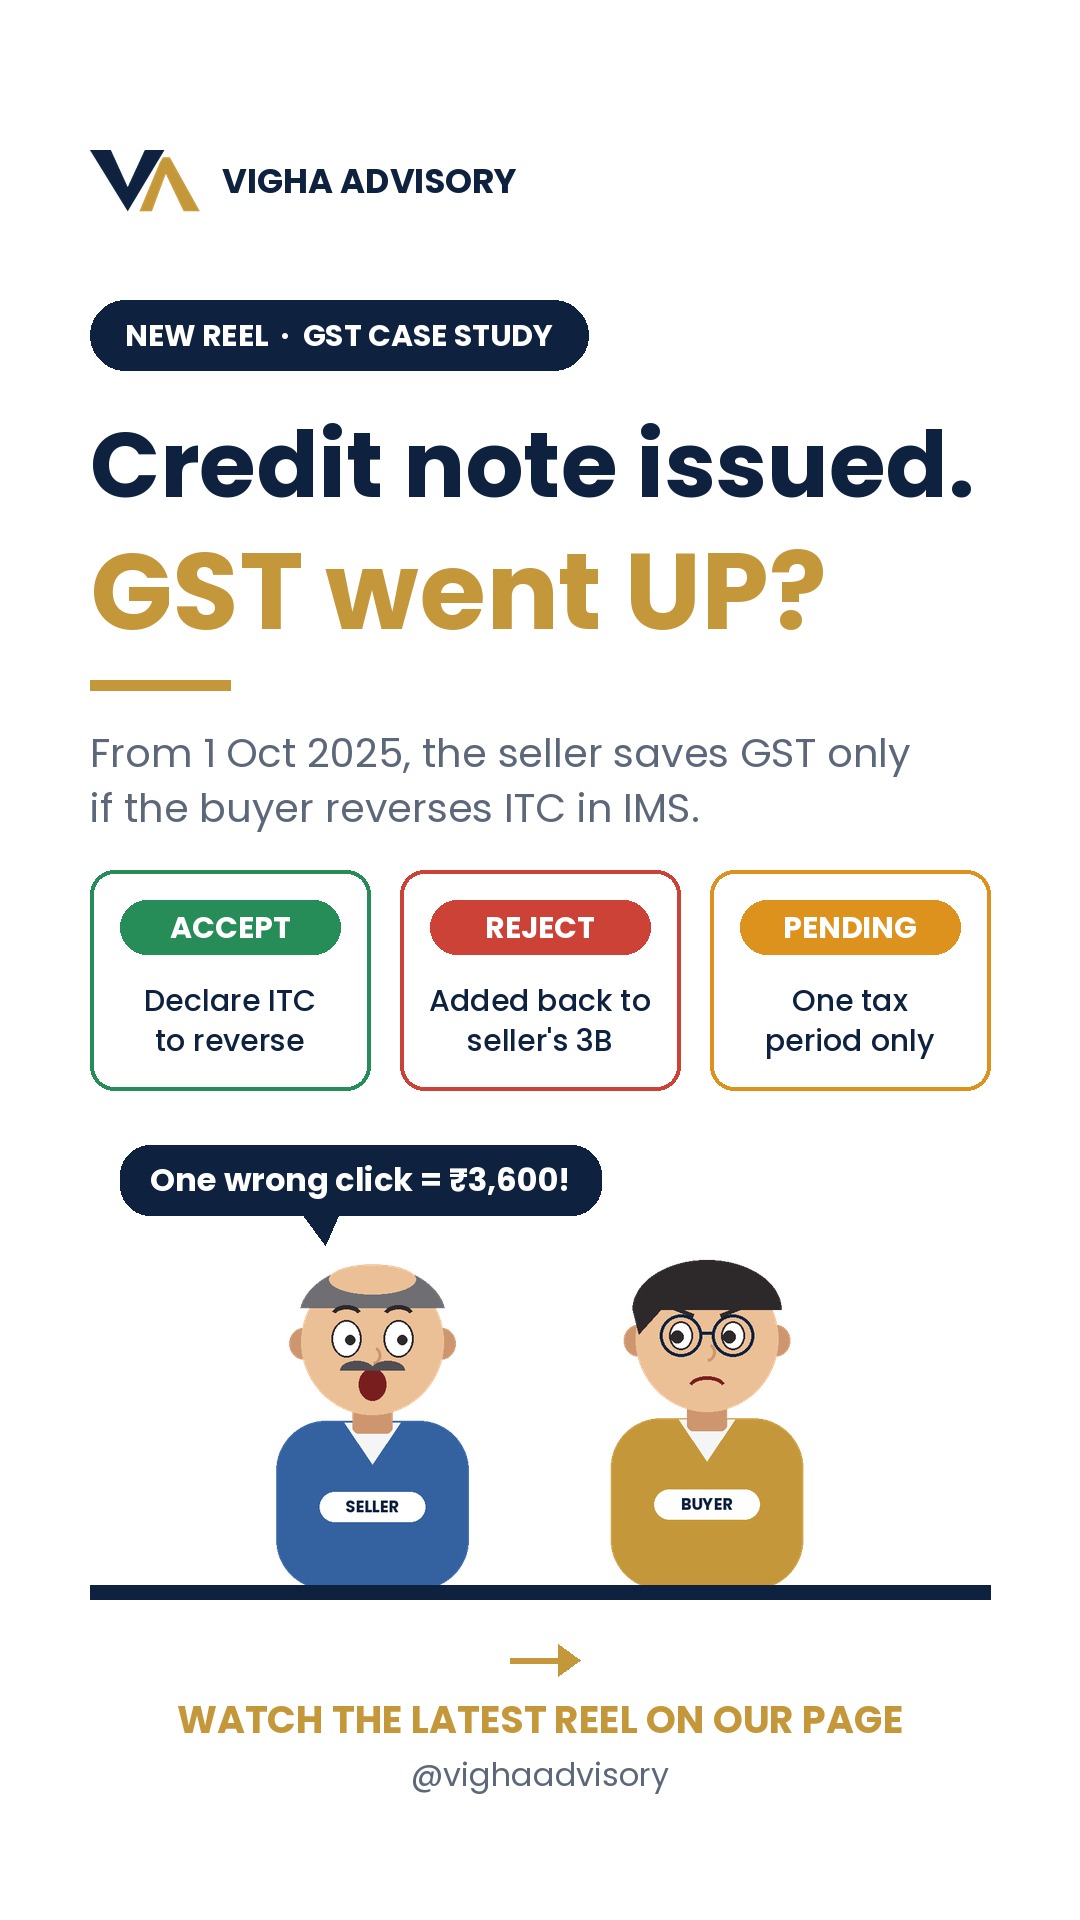 VIGHA ADVISORY
NEW REEL · GST CASE STUDY
Credit note issued.
GST went UP?
From 1 Oct 2025, the seller saves GST only
if the buyer reverses ITC in IMS.
ACCEPT
Declare ITC
to reverse
REJECT
Added back to
seller's 3B
PENDING
One tax
period only
One wrong click = ₹3,600!
SELLER
BUYER
WATCH THE LATEST REEL ON OUR PAGE
@vighaadvisory